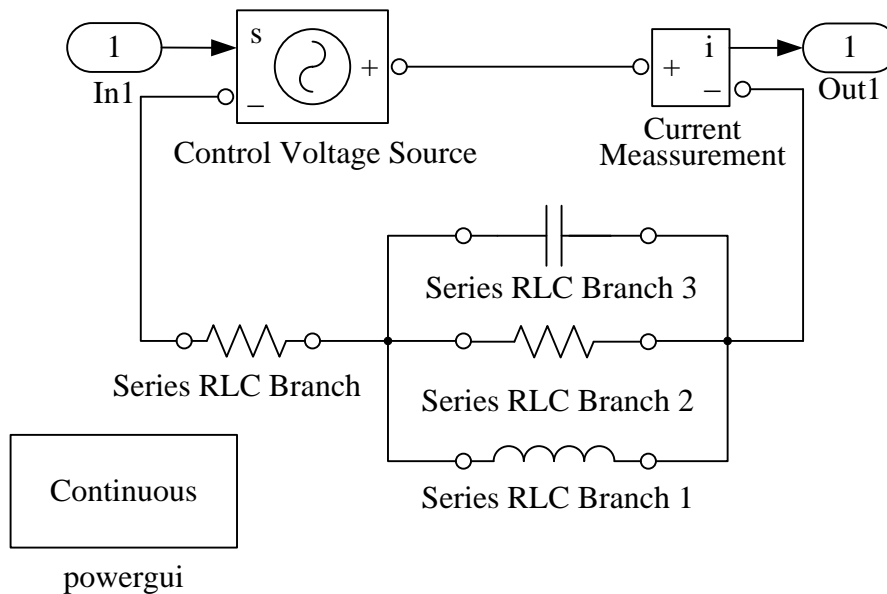 1
s
+
−
In1
Control Voltage Source
+
i
−
1
Out1
Current
Meassurement
Series RLC Branch 3
Series RLC Branch
Series RLC Branch 2
Series RLC Branch 1
Continuous
powergui